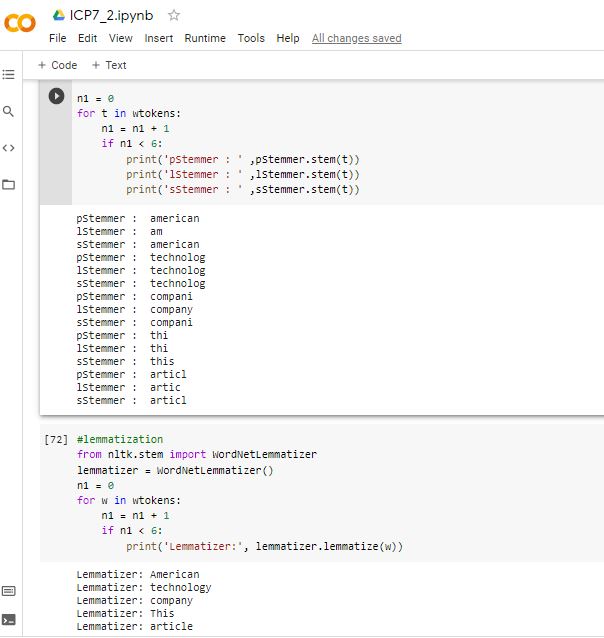 CO ICP7_2.ipynb
File Edit View Insert Runtime Tools Help All changes saved
+ Code + Text
n1 = 0
for t in wtokens:
n1 = n1 + 1
if n1 < 6:
print('pStemmer : ' ,pStemmer.stem(t))
print('lStemmer : ' ,lStemmer.stem(t))
print('sStemmer : ' ,sStemmer.stem(t))
pStemmer : american
lStemmer : am
sStemmer : american
pStemmer : technolog
lStemmer : technolog
sStemmer : technolog
pStemmer : compani
lStemmer : company
sStemmer : compani
pStemmer : thi
lStemmer : thi
sStemmer : this
pStemmer : articl
lStemmer : artic
sStemmer : articl
[72] #lemmatization
from nltk.stem import WordNetLemmatizer
lemmatizer = WordNetLemmatizer()
n1 = 0
for w in wtokens:
n1 = n1 + 1
if n1 < 6:
print('Lemmatizer:', lemmatizer.lemmatize(w))
Lemmatizer: American
Lemmatizer: technology
Lemmatizer: company
Lemmatizer: This
Lemmatizer: article